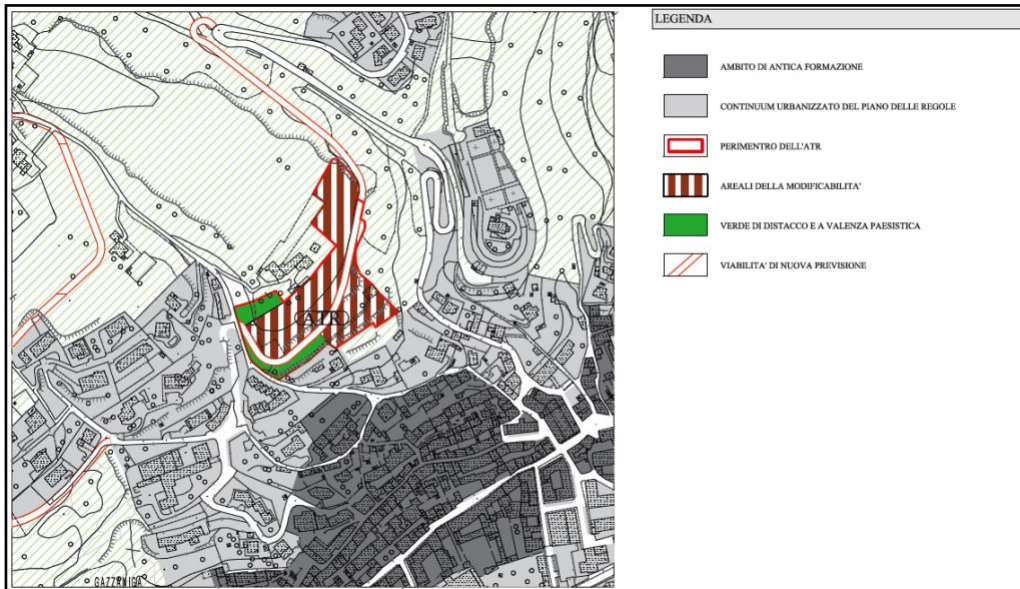 LEGENDA
AMBITO DI ANTICA FORMAZIONE
CONTINUUM URBANIZZATO DEL PIANO DELLE REGOLE
PERIMENTRO DELL'ATR
AREALI DELLA MODIFICABILITA'
VERDE DI DISTACCO E A VALENZA PAESISTICA
VIABILITA' DI NUOVA PREVISIONE
ATR
GAZZANIGA